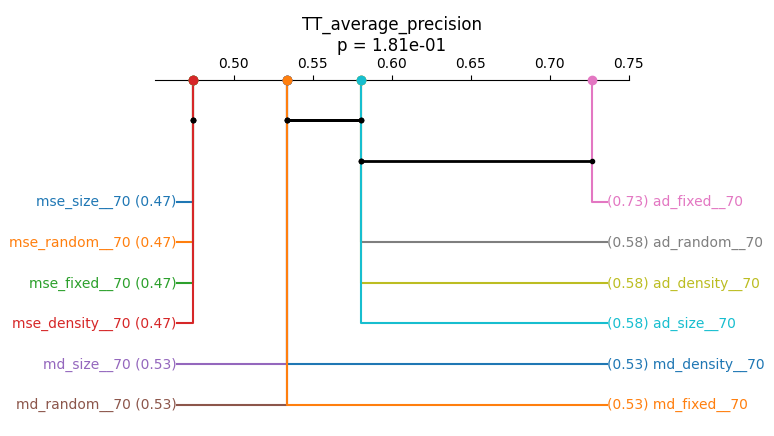 TT_average_precision
p = 1.81e-01
0.50 0.55 0.60 0.65 0.70 0.75
mse_size__70 (0.47) (0.73) ad_fixed__70
mse_random__70 (0.47) (0.58) ad_random__70
mse_fixed__70 (0.47) (0.58) ad_density__70
mse_density__70 (0.47) (0.58) ad_size__70
md_size__70 (0.53) (0.53) md_density__70
md_random__70 (0.53) (0.53) md_fixed__70